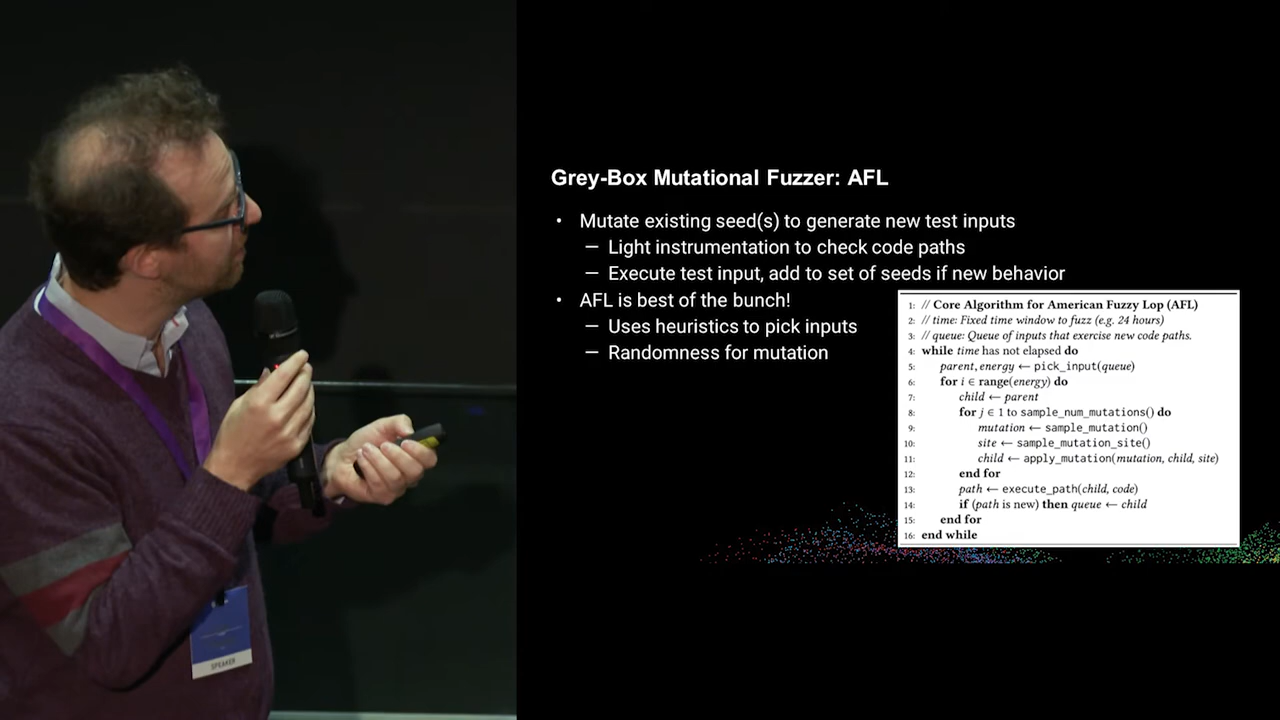 Grey-Box Mutational Fuzzer: AFL
• Mutate existing seed(s) to generate new test inputs
— Light instrumentation to check code paths
— Execute test input, add to set of seeds if new behavior
• AFL is best of the bunch!
— Uses heuristics to pick inputs
— Randomness for mutation
1: // Core Algorithm for American Fuzzy Lop (AFL)
2: // time: Fixed time window to fuzz (e.g. 24 hours)
3: // queue: Queue of inputs that exercise new code paths.
4: while time has not elapsed do
5: parent, energy ← pick_input(queue)
6: for i ∈ range(energy) do
7: child ← parent
8: for j ∈ 1 to sample_num_mutations() do
9: mutation ← sample_mutation()
10: site ← sample_mutation_site()
11: child ← apply_mutation(mutation, child, site)
12: end for
13: path ← execute_path(child, code)
14: if (path is new) then queue ← child
15: end for
16: end while
SPEAKER